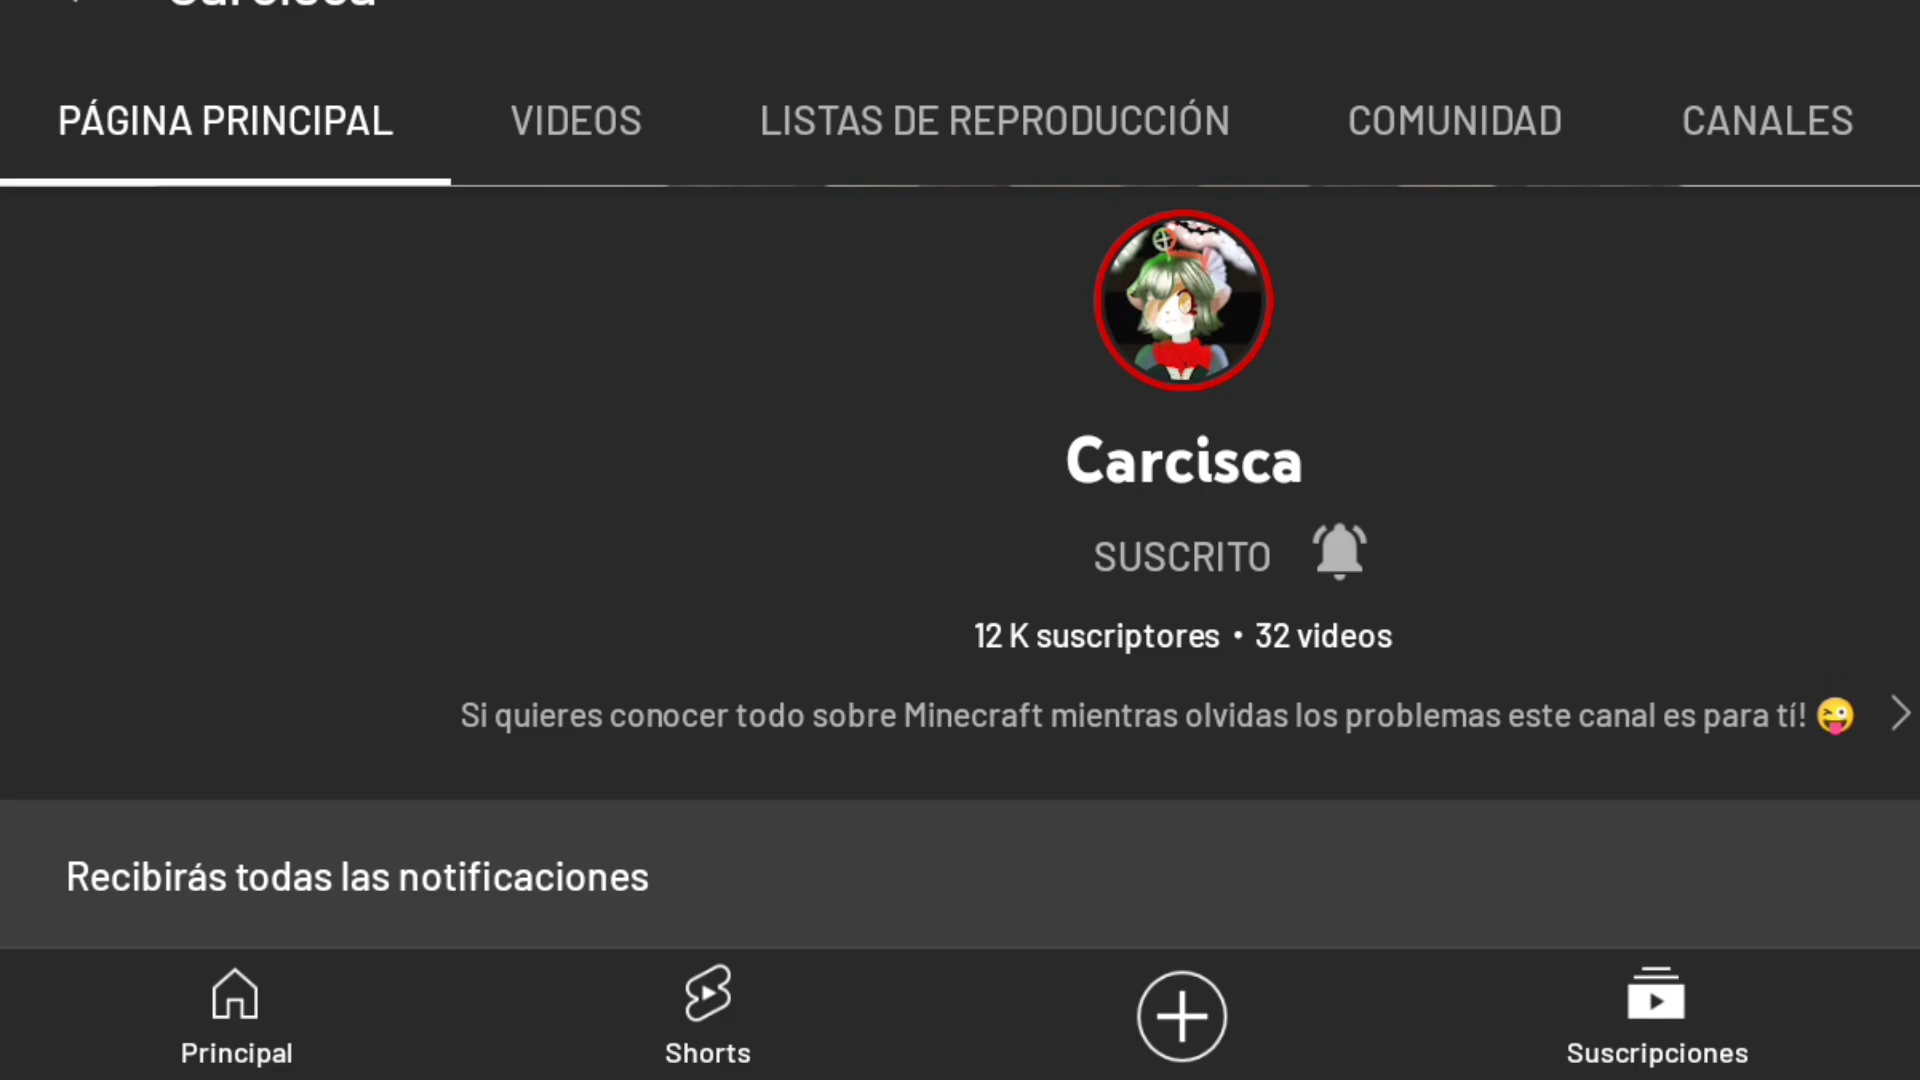 Carcisca
PÁGINA PRINCIPAL VIDEOS LISTAS DE REPRODUCCIÓN COMUNIDAD CANALES
Carcisca
SUSCRITO
12 K suscriptores • 32 videos
Si quieres conocer todo sobre Minecraft mientras olvidas los problemas este canal es para tí! 😜
Recibirás todas las notificaciones
Principal Shorts Suscripciones